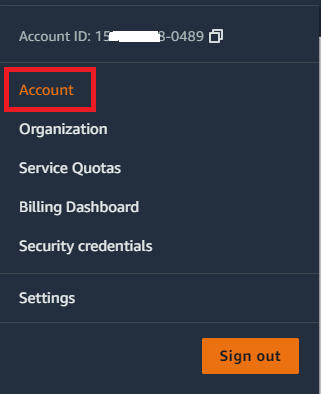 Account ID: 15 8-0489
Account
Organization
Service Quotas
Billing Dashboard
Security credentials
Settings
Sign out